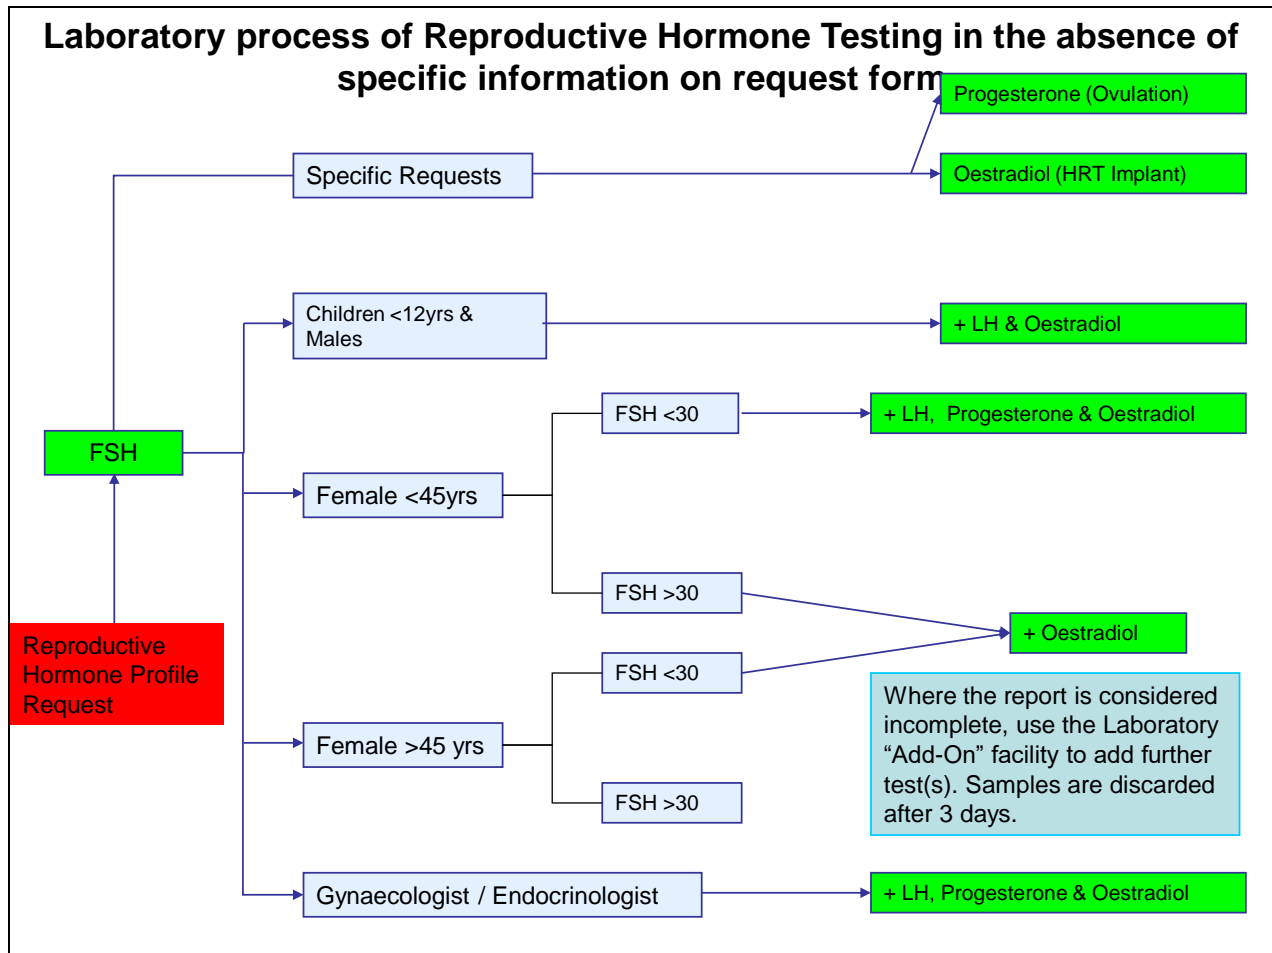 Laboratory process of Reproductive Hormone Testing in the absence of
specific information on request form
Progesterone (Ovulation)
Specific Requests
Oestradiol (HRT Implant)
Children <12yrs &
Males
+ LH & Oestradiol
FSH <30
+ LH, Progesterone & Oestradiol
FSH
Female <45yrs
FSH >30
+ Oestradiol
Reproductive
Hormone Profile
Request
FSH <30
Female >45 yrs
FSH >30
Where the report is considered
incomplete, use the Laboratory
“Add-On” facility to add further
test(s). Samples are discarded
after 3 days.
Gynaecologist / Endocrinologist
+ LH, Progesterone & Oestradiol